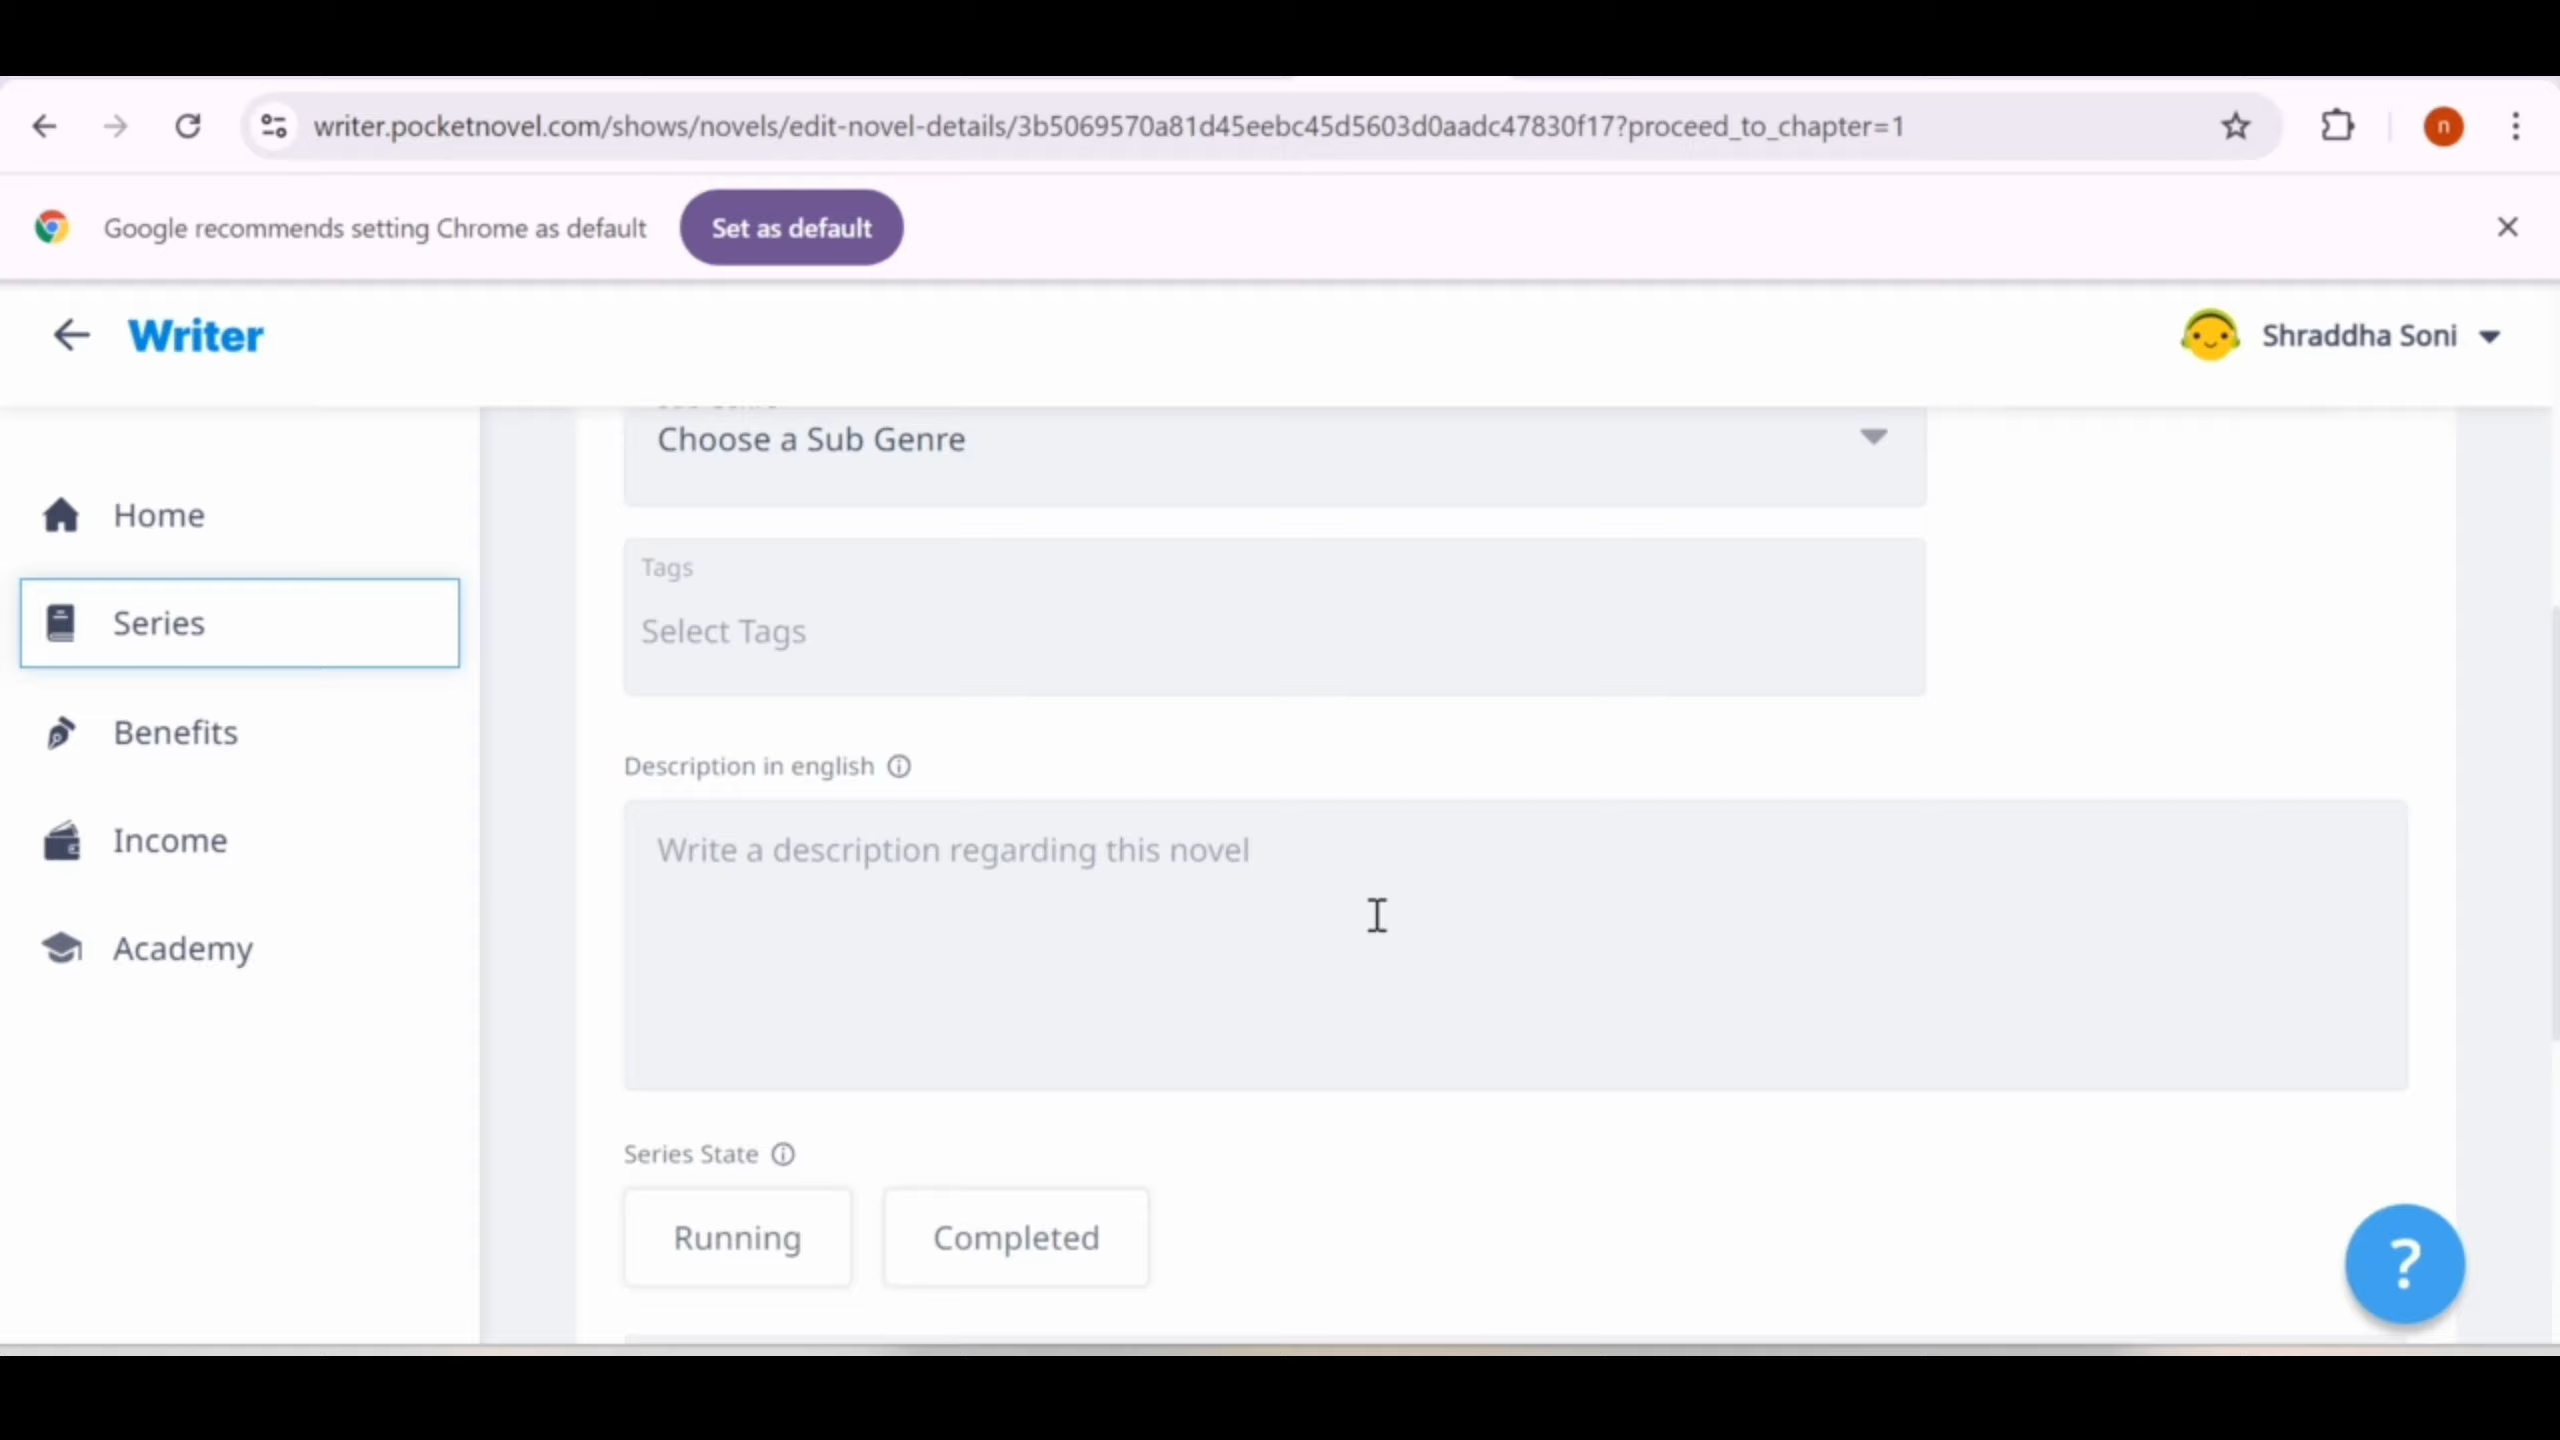 writer.pocketnovel.com/shows/novels/edit-novel-details/3b5069570a81d45eebc45d5603d0aadc47830f17?proceed_to_chapter=1
n
Google recommends setting Chrome as default
Set as default
Writer
Shraddha Soni
Home
Series
Benefits
Income
Academy
Choose a Sub Genre
Tags
Select Tags
Description in english
Write a description regarding this novel
Series State
Running
Completed
?